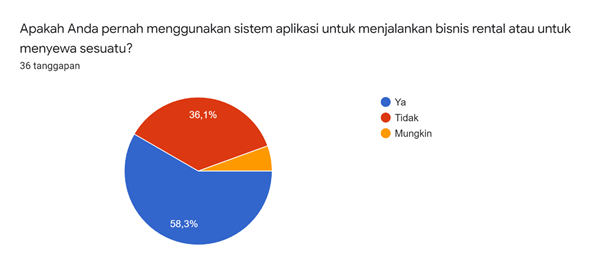 Apakah Anda pernah menggunakan sistem aplikasi untuk menjalankan bisnis rental atau untuk
menyewa sesuatu?
36 tanggapan
36,1%
58,3%
Ya
Tidak
Mungkin